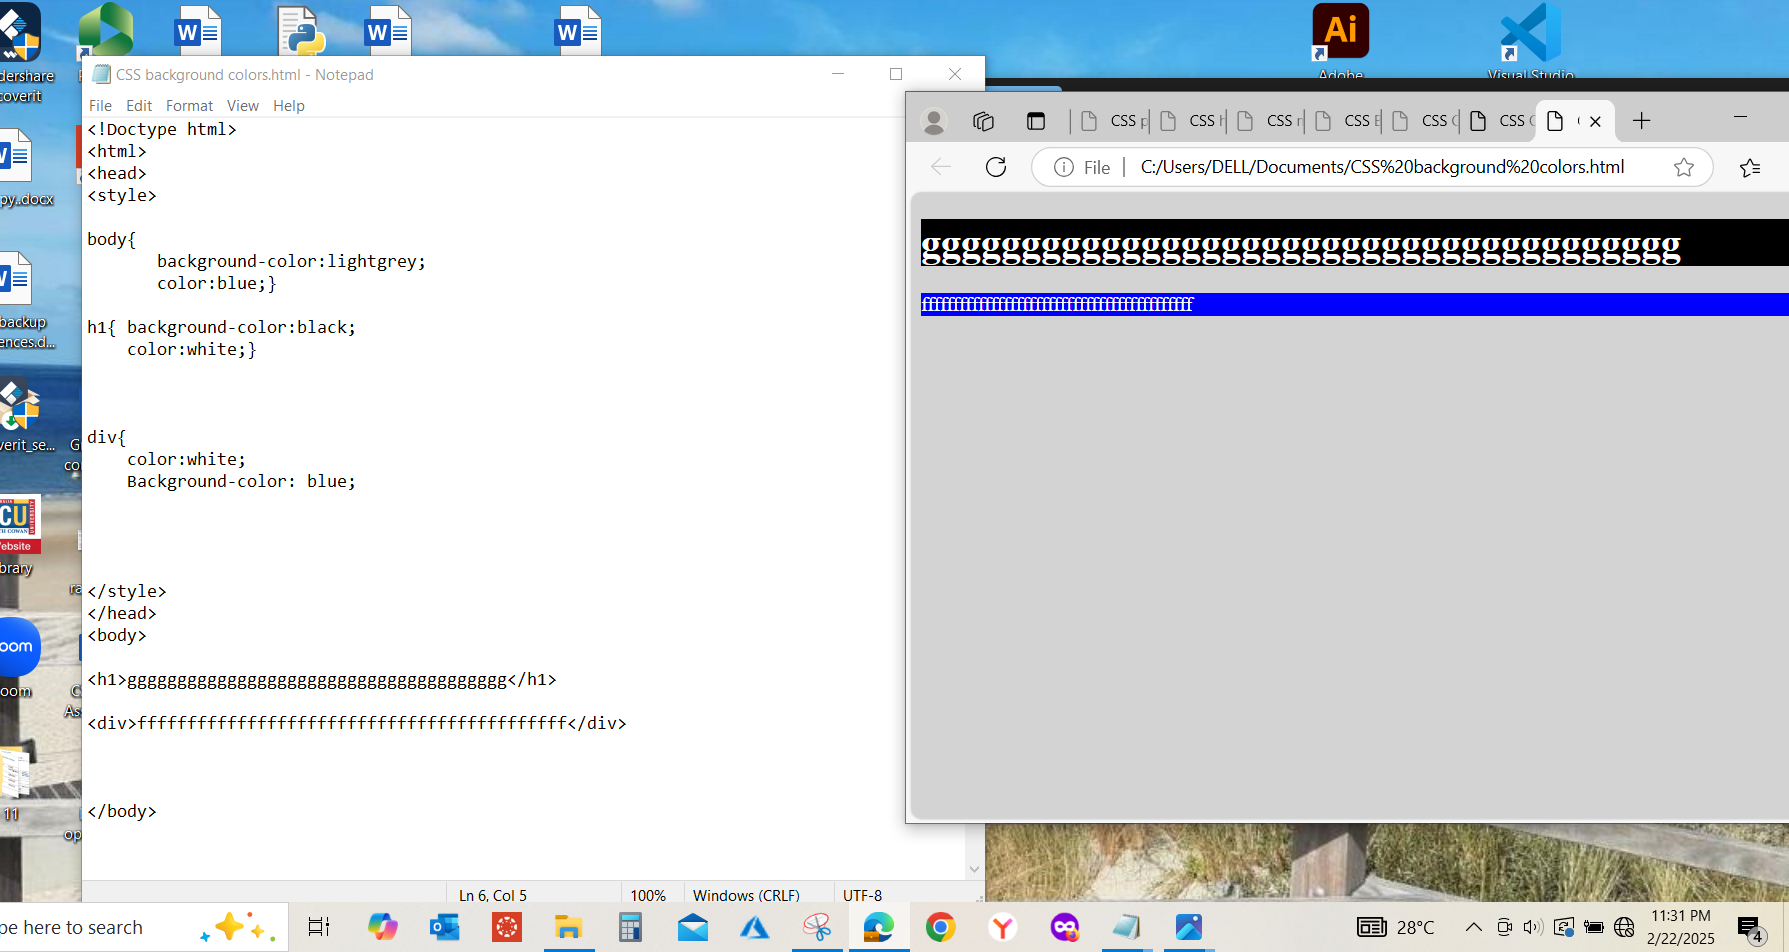 dershare
overit
py..docx
backup
ences.d...
verit_se...
CU
ebsite
brary
oom
oom
11
Ai
Adobe
Visual Studio
CSS background colors.html - Notepad
File Edit Format View Help
<!Doctype html>
<html>
<head>
<style>
body{
background-color:lightgrey;
color:blue;}
h1{ background-color:black;
color:white;}
div{
color:white;
Background-color: blue;
</style>
</head>
<body>
<h1>gggggggggggggggggggggggggggggggggggggg</h1>
<div>fffffffffffffffffffffffffffffffffffffffffff</div>
</body>
Ln 6, Col 5 100% Windows (CRLF) UTF-8
CSS p CSS h CSS r CSS E CSS C CSS C
File C:/Users/DELL/Documents/CSS%20background%20colors.html
gggggggggggggggggggggggggggggggggggggg
fffffffffffffffffffffffffffffffffffffffffff
pe here to search
28°C
11:31 PM
2/22/2025
4